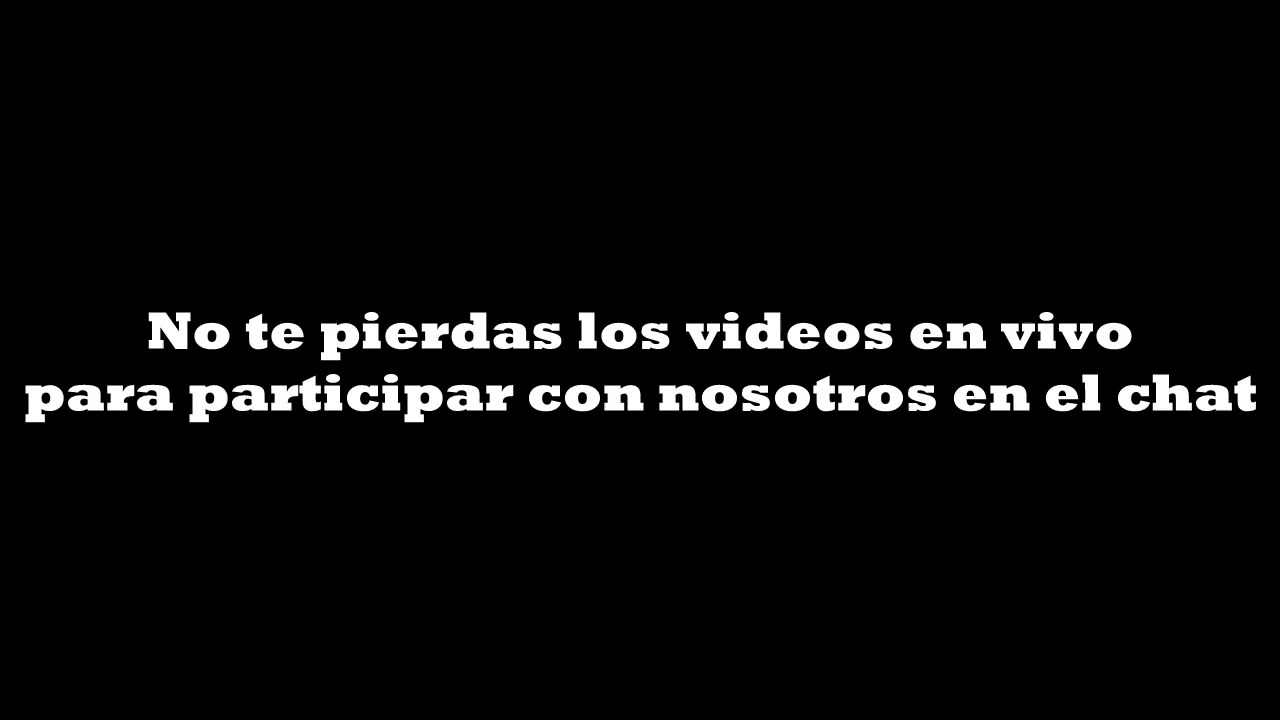 No te pierdas los videos en vivo
para participar con nosotros en el chat